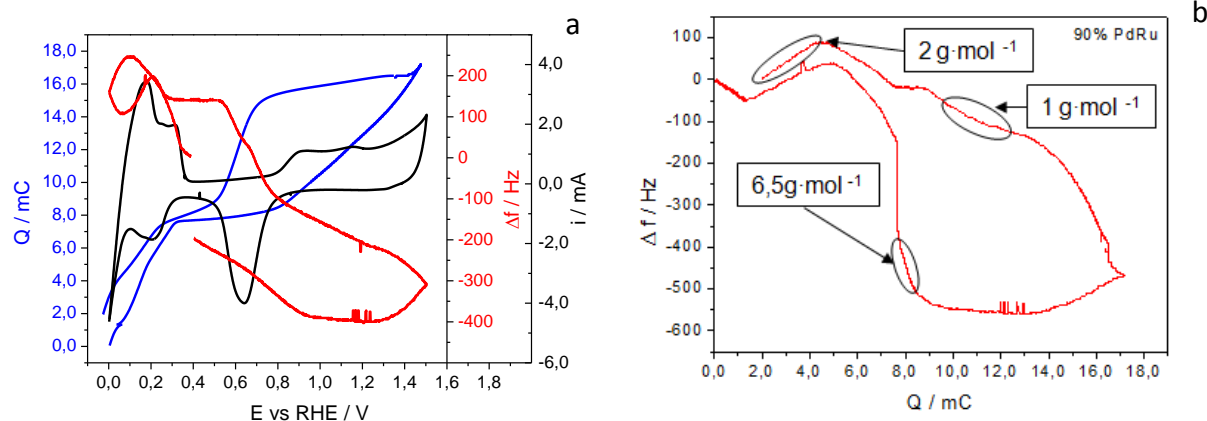 a
18,0
16,0
14,0
12,0
10,0
8,0
6,0
4,0
2,0
0,0
Q / mC
0,0 0,2 0,4 0,6 0,8 1,0 1,2 1,4 1,6 1,8
E vs RHE / V
200
100
0
-100
-200
-300
-400
Δf / Hz
4,0
2,0
0,0
-2,0
-4,0
-6,0
i / mA
b
90% PdRu
2 g·mol -1
1 g·mol -1
6,5g·mol -1
100
0
-100
-200
-300
-400
-500
-600
Δ f / Hz
0,0 2,0 4,0 6,0 8,0 10,0 12,0 14,0 16,0 18,0
Q / mC